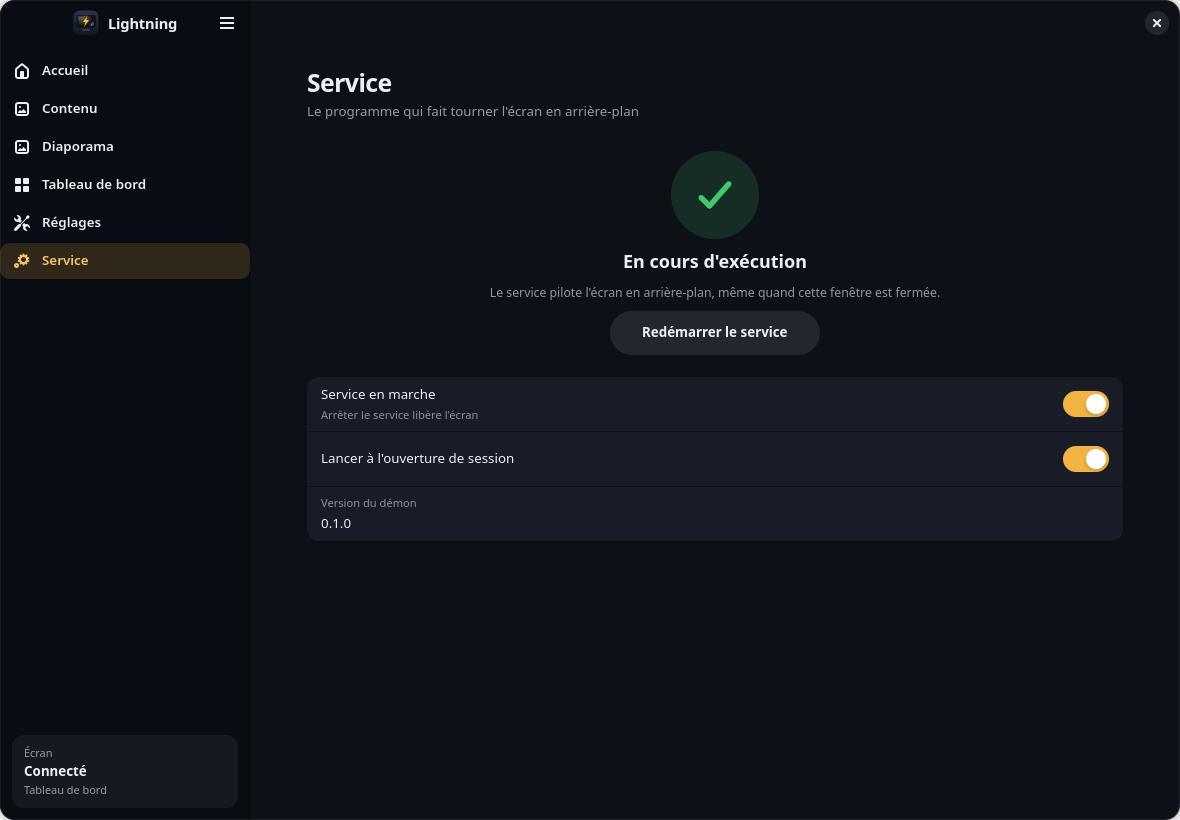 Lightning
Accueil
Contenu
Diaporama
Tableau de bord
Réglages
Service
Écran
Connecté
Tableau de bord
Service
Le programme qui fait tourner l'écran en arrière-plan
En cours d'exécution
Le service pilote l'écran en arrière-plan, même quand cette fenêtre est fermée.
Redémarrer le service
Service en marche
Arrêter le service libère l'écran
Lancer à l'ouverture de session
Version du démon
0.1.0